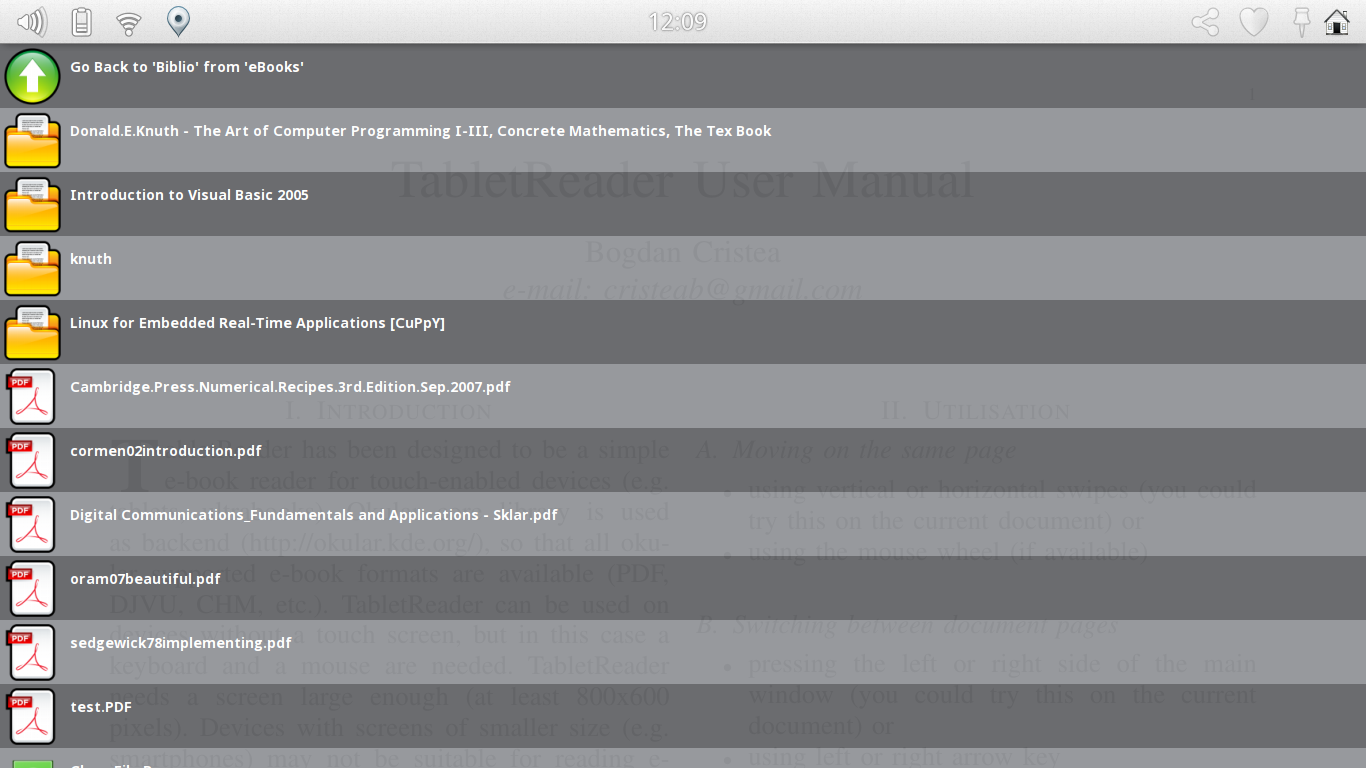 12:09
Go Back to 'Biblio' from 'eBooks'
Donald.E.Knuth - The Art of Computer Programming I-III, Concrete Mathematics, The Tex Book
TabletReader User Manual
Introduction to Visual Basic 2005
Bogdan Cristea
knuth
e-mail: cristeab@gmail.com
Linux for Embedded Real-Time Applications [CuPpY]
PDF
Cambridge.Press.Numerical.Recipes.3rd.Edition.Sep.2007.pdf
I. INTRODUCTION
II. UTILISATION
PDF
cormen02introduction.pdf
has been designed to be a simple
e-book reader for touch-enabled devices (e.g.
A. Moving on the same page
using vertical or horizontal swipes (you could
PDF
Digital Communications_Fundamentals and Applications - Sklar.pdf
is used
try this on the current document) or
as backend (http://okular.kde.org/), so that all oku-
using the mouse wheel (if available)
PDF
oram07beautiful.pdf
e-book formats are available (PDF,
DJVU, CHM, etc.). TabletReader can be used on
PDF
sedgewick78implementing.pdf
a touch screen, but in this case a
B. Switching between document pages
keyboard and a mouse are needed. TabletReader
pressing the left or right side of the main
PDF
test.PDF
needs a screen large enough (at least 800x600
window (you could try this on the current
pixels). Devices with screens of smaller size (e.g.
document) or
smartphones) may not be suitable for reading e-
using left or right arrow key